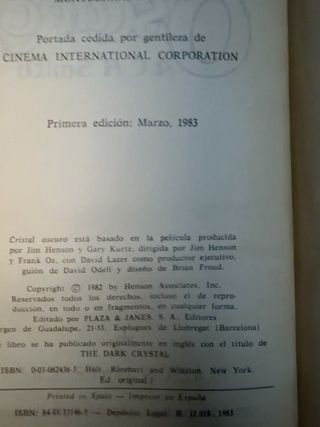 Portada cedida por gentileza de
CINEMA INTERNATIONAL CORPORATION
Primera edición: Marzo, 1983
Cristal oscuro está basado en la película producida
por Jim Henson y Gary Kurtz, dirigida por Jim Henson
y Frank Oz, con David Lazer como productor ejecutivo,
guión de David Odell y diseño de Brian Froud.
Copyright © 1982 by Henson Associates, Inc.
Reservados todos los derechos, incluso el de repro-
ducción, en todo o en fragmentos, en cualquier forma.
Editado por PLAZA & JANES, S. A., Editores
rgen de Guadalupe, 21-33. Esplugues de Llobregat (Barcelona)
e libro se ha publicado originalmente en inglés con el título de
THE DARK CRYSTAL
ISBN: 0-03-062436-3. Holt, Rinehart and Winston. New York.
Ed. original)
Printed in Spain — Impreso en España
ISBN: 84-01-37146-5 — Depósito Legal: B. 12.018 - 1983